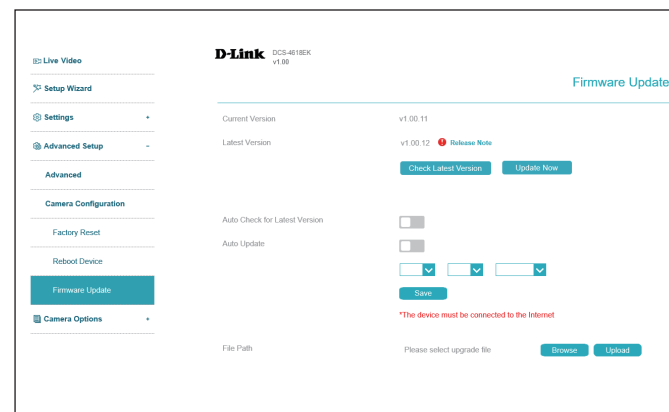 Live Video
Setup Wizard
Settings +
Advanced Setup -
Advanced
Camera Configuration
Factory Reset
Reboot Device
Firmware Update
Camera Options +
D-Link DCS-4618EK
v1.00
Firmware Update
Current Version v1.00.11
Latest Version v1.00.12 Release Note
Check Latest Version Update Now
Auto Check for Latest Version
Auto Update
Save
*The device must be connected to the Internet
File Path Please select upgrade file Browse Upload